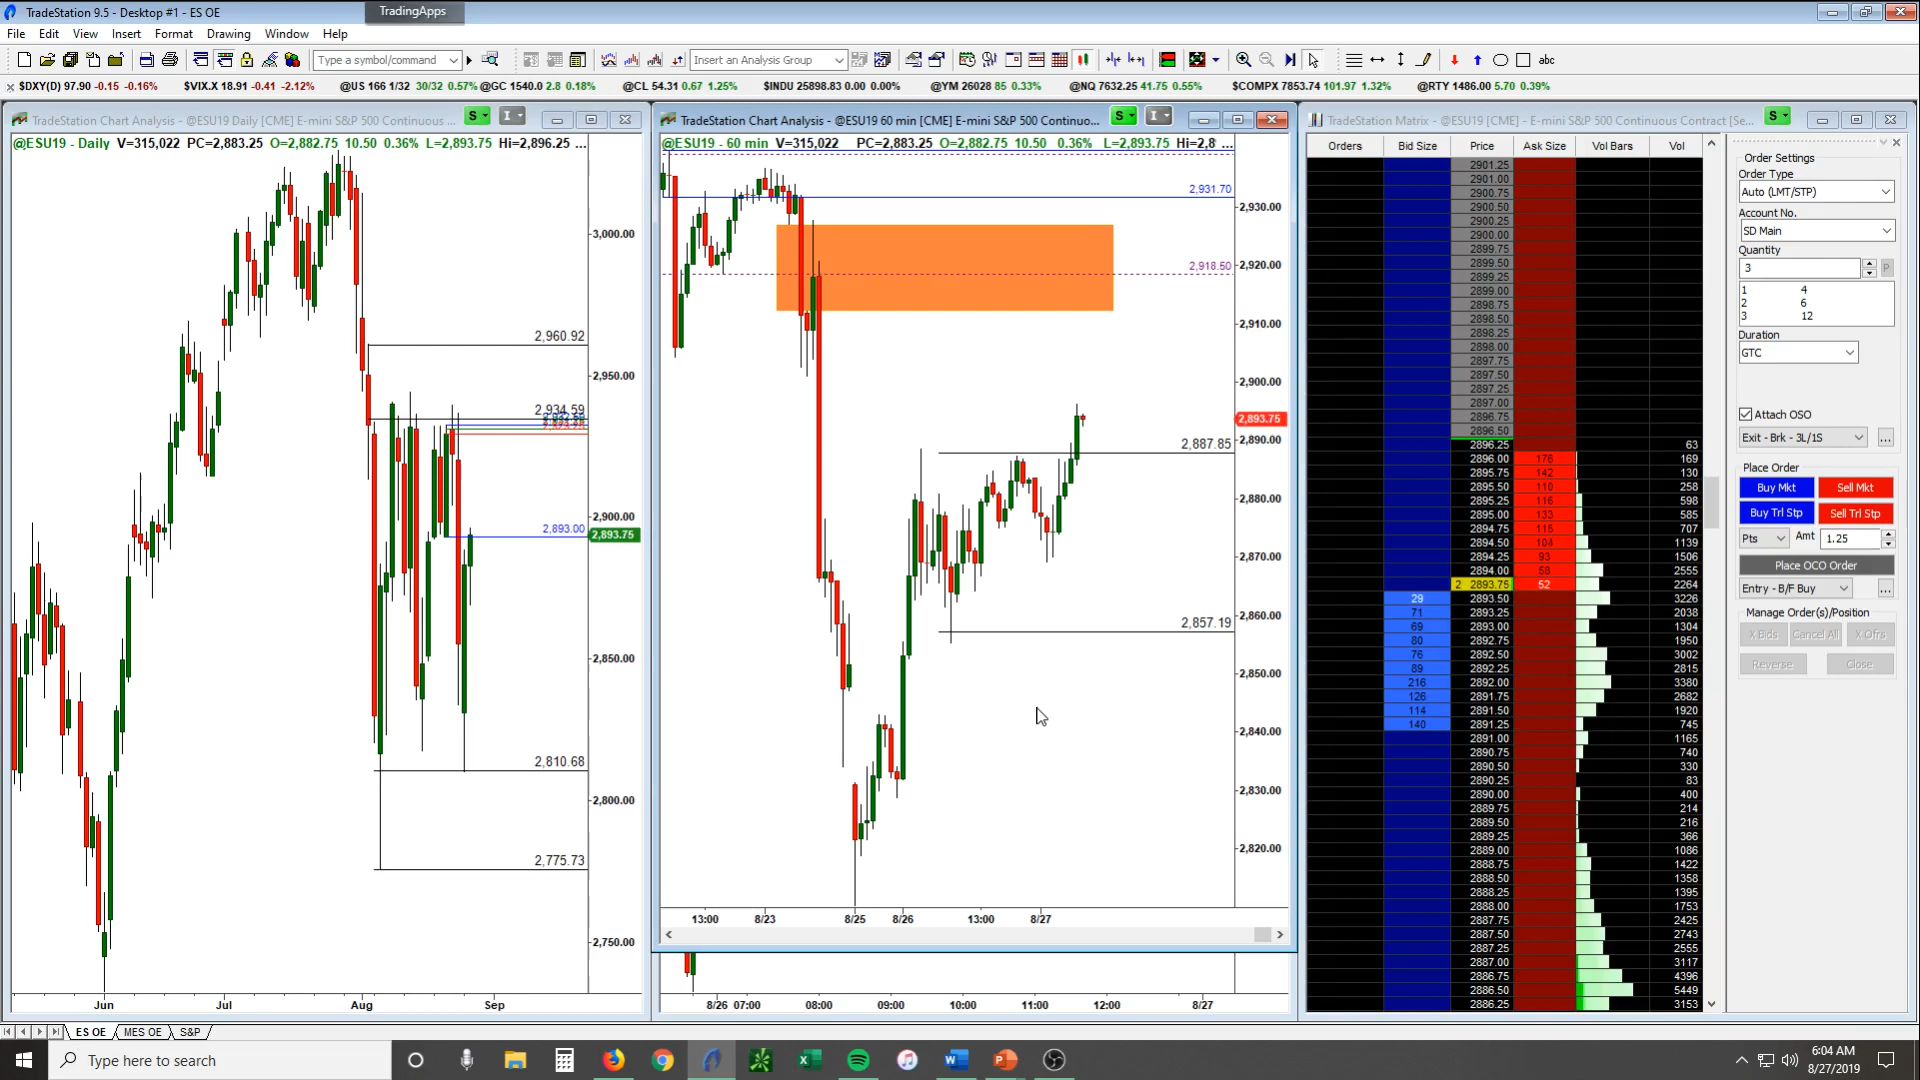 TradeStation 9.5 - Desktop #1 - ES OE
TradingApps
File Edit View Insert Format Drawing Window Help
Type a symbol/command
Insert an Analysis Group
abc
$DXY(D) 97.90 -0.15 -0.16% $VIX.X 18.91 -0.41 -2.12% @US 166 1/32 30/32 0.57% @GC 1540.0 2.8 0.18% @CL 54.31 0.67 1.25% $INDU 25898.83 0.00 0.00% @YM 26028 85 0.33% @NQ 7632.25 41.75 0.55% $COMPX 7853.74 101.97 1.32% @RTY 1486.00 5.70 0.39%
TradeStation Chart Analysis - @ESU19 Daily [CME] E-mini S&P 500 Continuous ...
S I
@ESU19 - Daily V=315,022 PC=2,883.25 O=2,882.75 10.50 0.36% L=2,893.75 Hi=2,896.25 ...
3,000.00
2,960.92
2,950.00
2,934.59
2,900.00
2,893.00
2,893.75
2,850.00
2,810.68
2,800.00
2,775.73
2,750.00
Jun Jul Aug Sep
TradeStation Chart Analysis - @ESU19 60 min [CME] E-mini S&P 500 Continuo...
S I
@ESU19 - 60 min V=315,022 PC=2,883.25 O=2,882.75 10.50 0.36% L=2,893.75 Hi=2,8 ...
2,931.70
2,930.00
2,918.50
2,920.00
2,910.00
2,900.00
2,893.75
2,890.00
2,887.85
2,880.00
2,870.00
2,860.00
2,857.19
2,850.00
2,840.00
2,830.00
2,820.00
13:00 8/23 8/25 8/26 13:00 8/27
8/26 07:00 08:00 09:00 10:00 11:00 12:00 8/27
TradeStation Matrix - @ESU19 [CME] - E-mini S&P 500 Continuous Contract [Se...
S
Orders Bid Size Price Ask Size Vol Bars Vol
2901.25
2901.00
2900.75
2900.50
2900.25
2900.00
2899.75
2899.50
2899.25
2899.00
2898.75
2898.50
2898.25
2898.00
2897.75
2897.50
2897.25
2897.00
2896.75
2896.50
2896.25 63
2896.00 176 169
2895.75 142 130
2895.50 110 258
2895.25 116 598
2895.00 133 585
2894.75 115 707
2894.50 104 1139
2894.25 93 1506
2894.00 58 2555
2 2893.75 52 2264
29 2893.50 3226
71 2893.25 2038
69 2893.00 1304
80 2892.75 1950
76 2892.50 3002
89 2892.25 2815
216 2892.00 3380
126 2891.75 2682
114 2891.50 1920
140 2891.25 745
2891.00 1165
2890.75 740
2890.50 330
2890.25 83
2890.00 400
2889.75 214
2889.50 216
2889.25 366
2889.00 1086
2888.75 1422
2888.50 1358
2888.25 1395
2888.00 1753
2887.75 2425
2887.50 2743
2887.25 2555
2887.00 3117
2886.75 4396
2886.50 5449
2886.25 3153
Order Settings
Order Type
Auto (LMT/STP)
Account No.
SD Main
Quantity
3 P
1 4
2 6
3 12
Duration
GTC
Attach OSO
Exit - Brk - 3L/1S ...
Place Order
Buy Mkt Sell Mkt
Buy Trl Stp Sell Trl Stp
Pts Amt 1.25
Place OCO Order
Entry - B/F Buy ...
Manage Order(s)/Position
X Bids Cancel All X Ofrs
Reverse Close
ES OE MES OE S&P
Type here to search
6:04 AM
8/27/2019